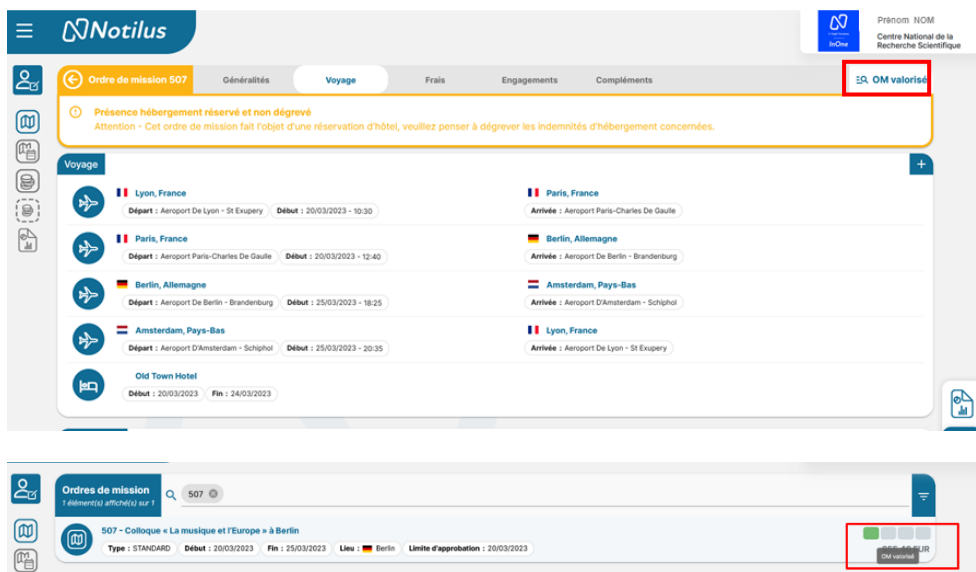 Notilus
InOne
Prénom NOM
Centre National de la
Recherche Scientifique
Ordre de mission 507
Généralités
Voyage
Frais
Engagements
Compléments
OM valorisé
Présence hébergement réservé et non dégrevé
Attention - Cet ordre de mission fait l'objet d'une réservation d'hôtel, veuillez penser à dégrever les indemnités d'hébergement concernées.
Voyage
+
Lyon, France
Paris, France
Départ : Aeroport De Lyon - St Exupery Début : 20/03/2023 - 10:30
Arrivée : Aeroport Paris-Charles De Gaulle
Paris, France
Berlin, Allemagne
Départ : Aeroport Paris-Charles De Gaulle Début : 20/03/2023 - 12:40
Arrivée : Aeroport De Berlin - Brandenburg
Berlin, Allemagne
Amsterdam, Pays-Bas
Départ : Aeroport De Berlin - Brandenburg Début : 25/03/2023 - 18:25
Arrivée : Aeroport D'Amsterdam - Schiphol
Amsterdam, Pays-Bas
Lyon, France
Départ : Aeroport D'Amsterdam - Schiphol Début : 25/03/2023 - 20:35
Arrivée : Aeroport De Lyon - St Exupery
Old Town Hotel
Début : 20/03/2023 Fin : 24/03/2023
Ordres de mission
1 élément(s) affiché(s) sur 1
507
507 - Colloque « La musique et l'Europe » à Berlin
Type : STANDARD Début : 20/03/2023 Fin : 25/03/2023 Lieu : Berlin Limite d'approbation : 20/03/2023
EUR
OM valorisé